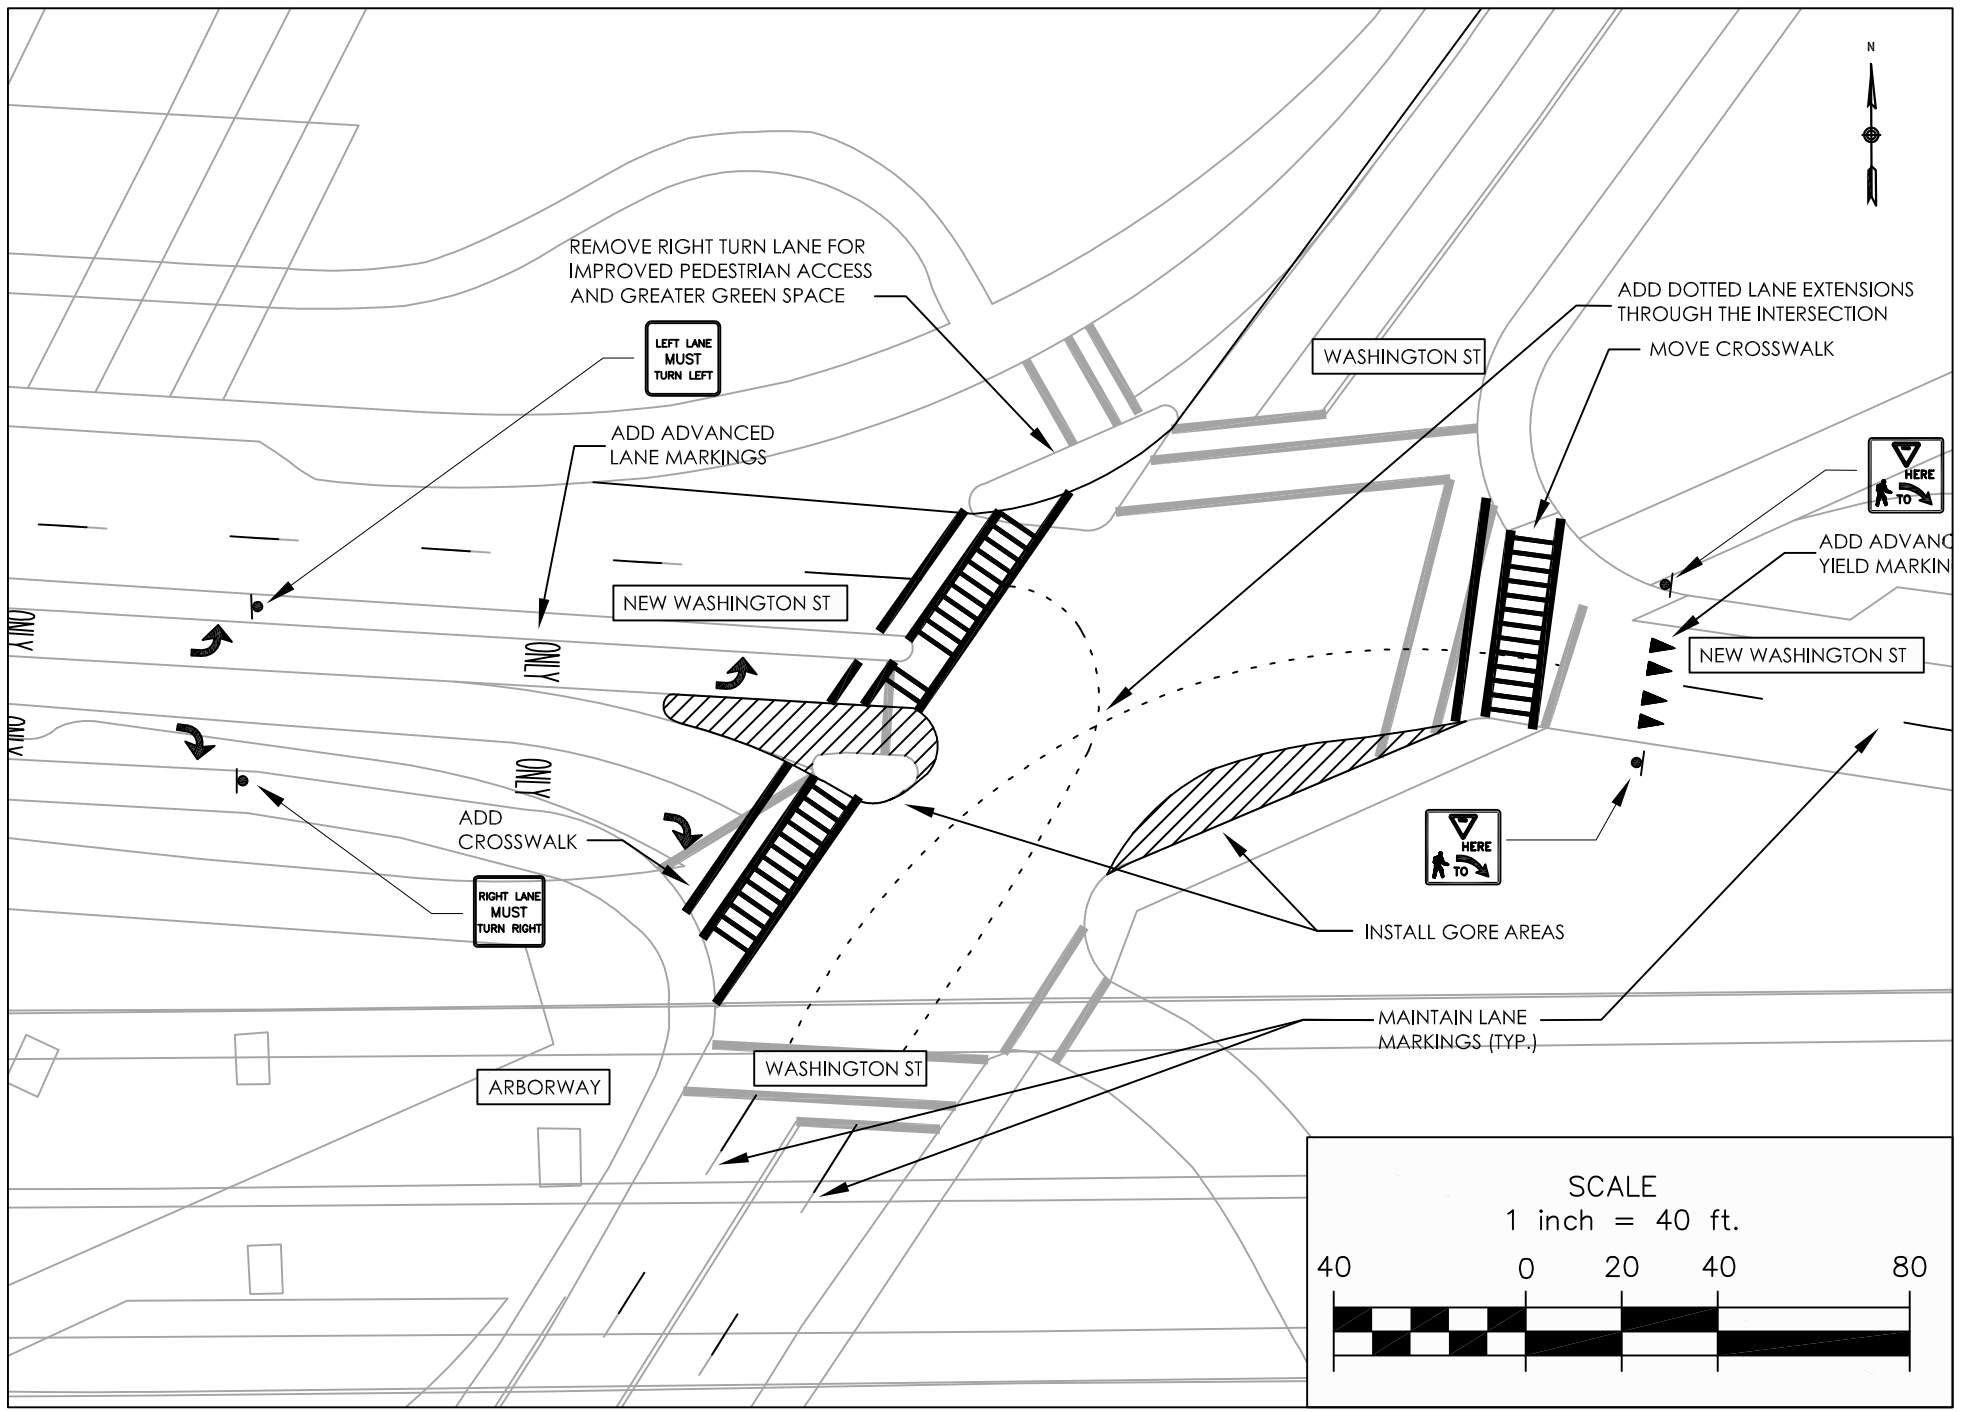 N
REMOVE RIGHT TURN LANE FOR
IMPROVED PEDESTRIAN ACCESS
AND GREATER GREEN SPACE
ADD DOTTED LANE EXTENSIONS
THROUGH THE INTERSECTION
LEFT LANE
MUST
TURN LEFT
WASHINGTON ST
MOVE CROSSWALK
ADD ADVANCED
LANE MARKINGS
HERE
TO
ADD ADVANC
YIELD MARKIN
NEW WASHINGTON ST
ONLY
ONLY
NEW WASHINGTON ST
ONLY
ONLY
ADD
CROSSWALK
HERE
TO
RIGHT LANE
MUST
TURN RIGHT
INSTALL GORE AREAS
MAINTAIN LANE
MARKINGS (TYP.)
WASHINGTON ST
ARBORWAY
SCALE
1 inch = 40 ft.
40 0 20 40 80